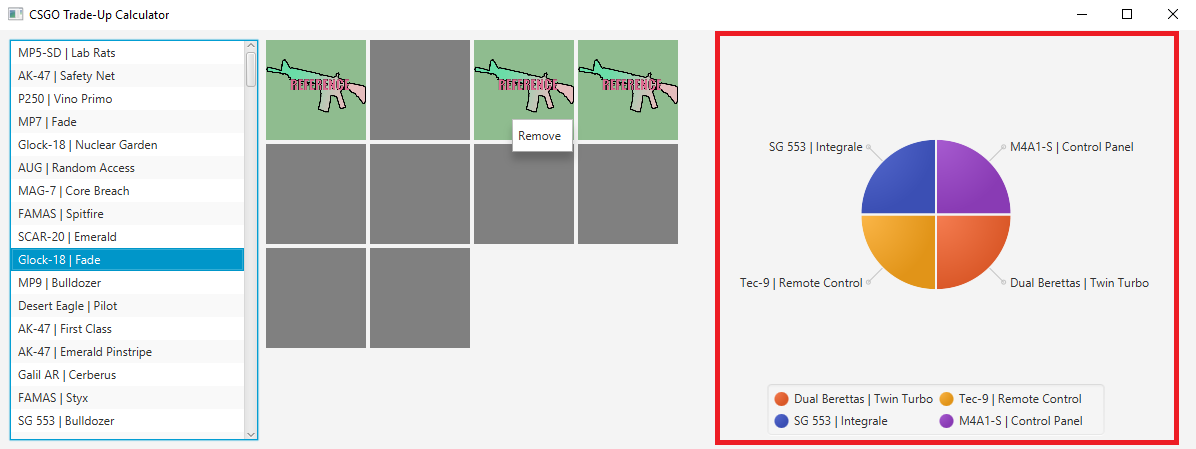 CSGO Trade-Up Calculator
MP5-SD | Lab Rats
AK-47 | Safety Net
P250 | Vino Primo
MP7 | Fade
Glock-18 | Nuclear Garden
AUG | Random Access
MAG-7 | Core Breach
FAMAS | Spitfire
SCAR-20 | Emerald
Glock-18 | Fade
MP9 | Bulldozer
Desert Eagle | Pilot
AK-47 | First Class
AK-47 | Emerald Pinstripe
Galil AR | Cerberus
FAMAS | Styx
SG 553 | Bulldozer
REFERENCE
REFERENCE
REFERENCE
Remove
SG 553 | Integrale
M4A1-S | Control Panel
Tec-9 | Remote Control
Dual Berettas | Twin Turbo
Dual Berettas | Twin Turbo
Tec-9 | Remote Control
SG 553 | Integrale
M4A1-S | Control Panel